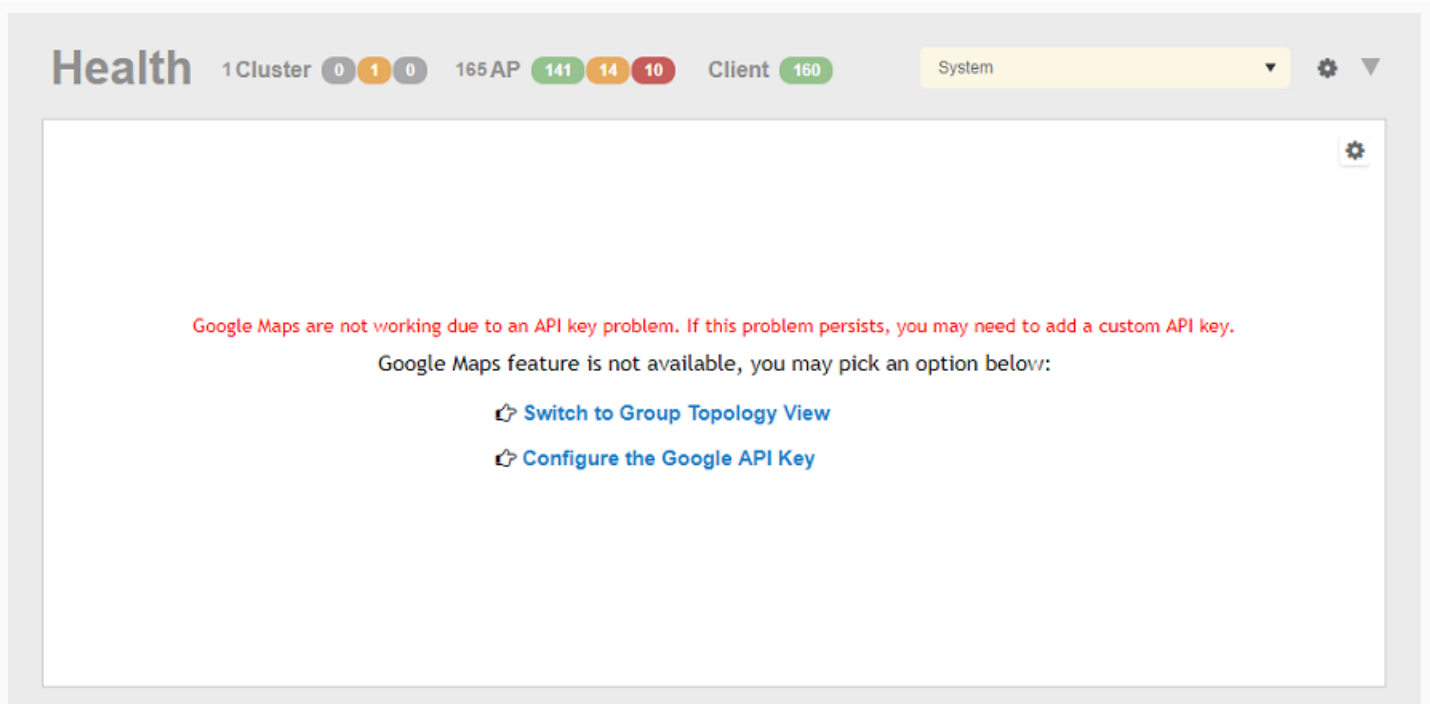 Health 1 Cluster 0 1 0 165 AP 141 14 10 Client 160 System
Google Maps are not working due to an API key problem. If this problem persists, you may need to add a custom API key.
Google Maps feature is not available, you may pick an option below:
Switch to Group Topology View
Configure the Google API Key